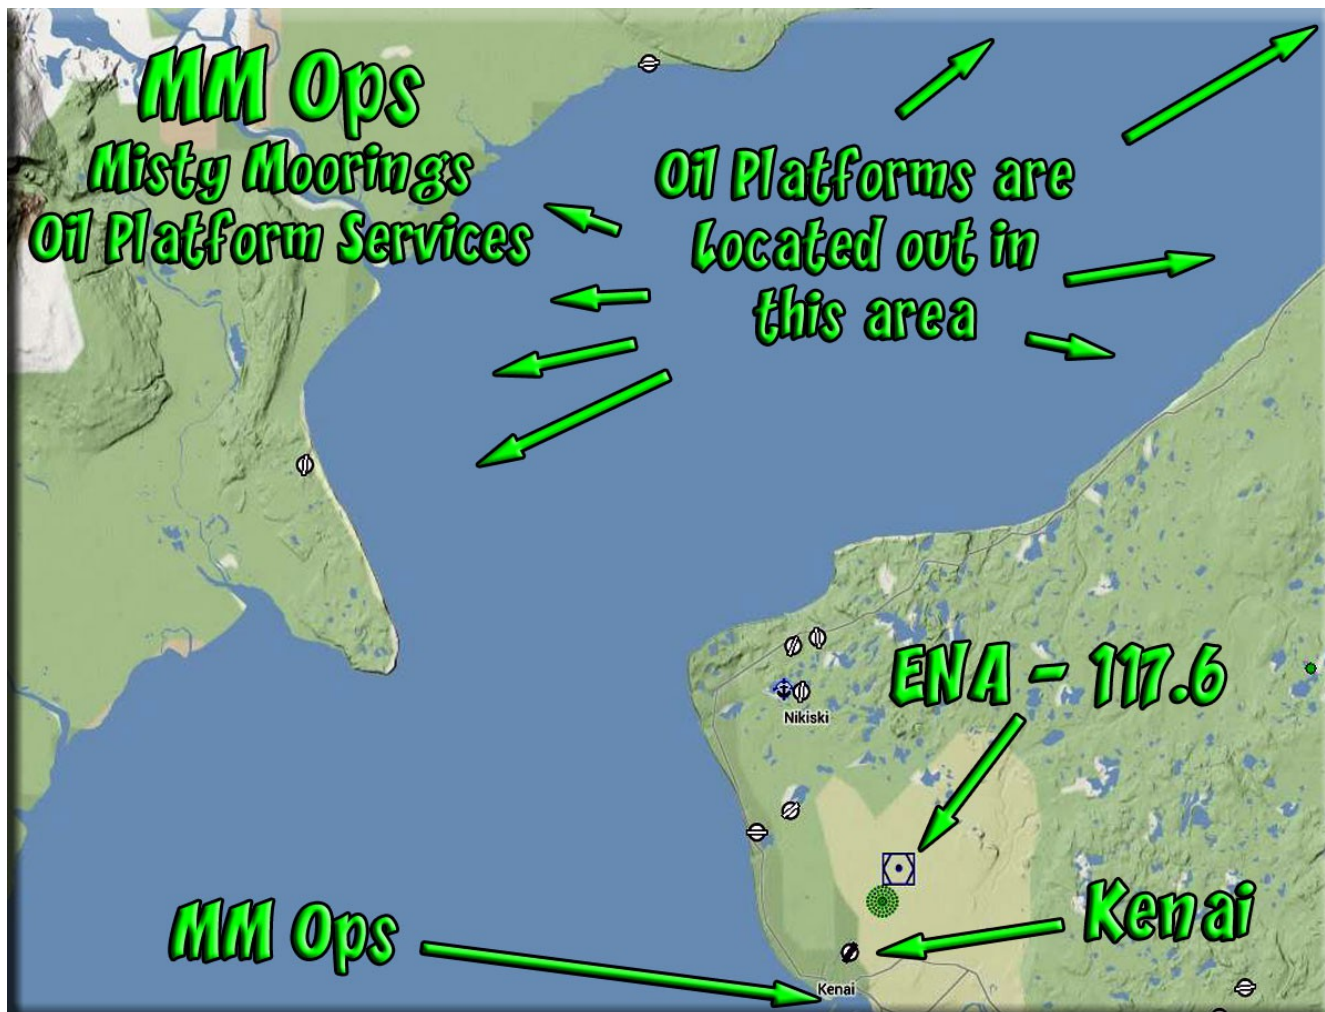 MM Ops
Misty Moorings
Oil Platform Services
Oil Platforms are
Located out in
this area
ENA - 117.6
Nikiski
Kenai
MM Ops
Kenai